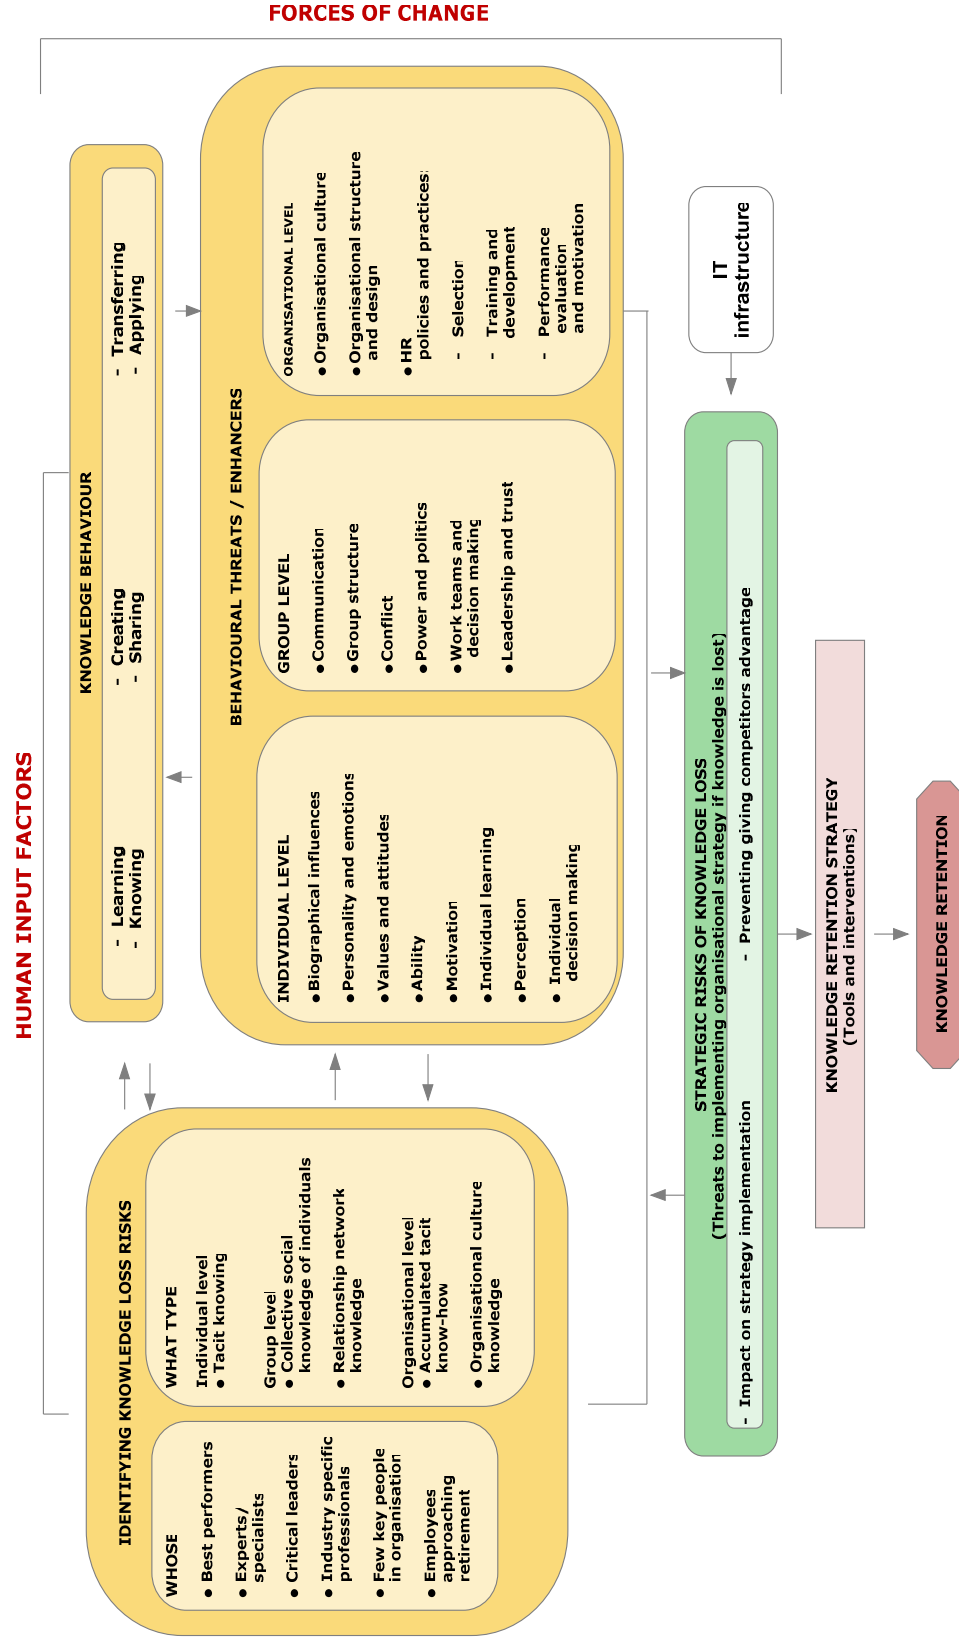 FORCES OF CHANGE
HUMAN INPUT FACTORS
KNOWLEDGE BEHAVIOUR
- Learning
- Knowing
- Creating
- Sharing
- Transferring
- Applying
IDENTIFYING KNOWLEDGE LOSS RISKS
WHOSE
● Best performers
● Experts/
specialists
● Critical leaders
● Industry specific
professionals
● Few key people
in organisation
● Employees
approaching
retirement
WHAT TYPE
Individual level
● Tacit knowing
Group level
● Collective social
knowledge of individuals
● Relationship network
knowledge
Organisational level
● Accumulated tacit
know-how
● Organisational culture
knowledge
BEHAVIOURAL THREATS / ENHANCERS
INDIVIDUAL LEVEL
● Biographical influences
● Personality and emotions
● Values and attitudes
● Ability
● Motivation
● Individual learning
● Perception
● Individual
decision making
GROUP LEVEL
● Communication
● Group structure
● Conflict
● Power and politics
● Work teams and
decision making
● Leadership and trust
ORGANISATIONAL LEVEL
● Organisational culture
● Organisational structure
and design
● HR
policies and practices:
- Selection
- Training and
development
- Performance
evaluation
and motivation
IT
infrastructure
STRATEGIC RISKS OF KNOWLEDGE LOSS
(Threats to implementing organisational strategy if knowledge is lost)
- Impact on strategy implementation
- Preventing giving competitors advantage
KNOWLEDGE RETENTION STRATEGY
(Tools and interventions)
KNOWLEDGE RETENTION